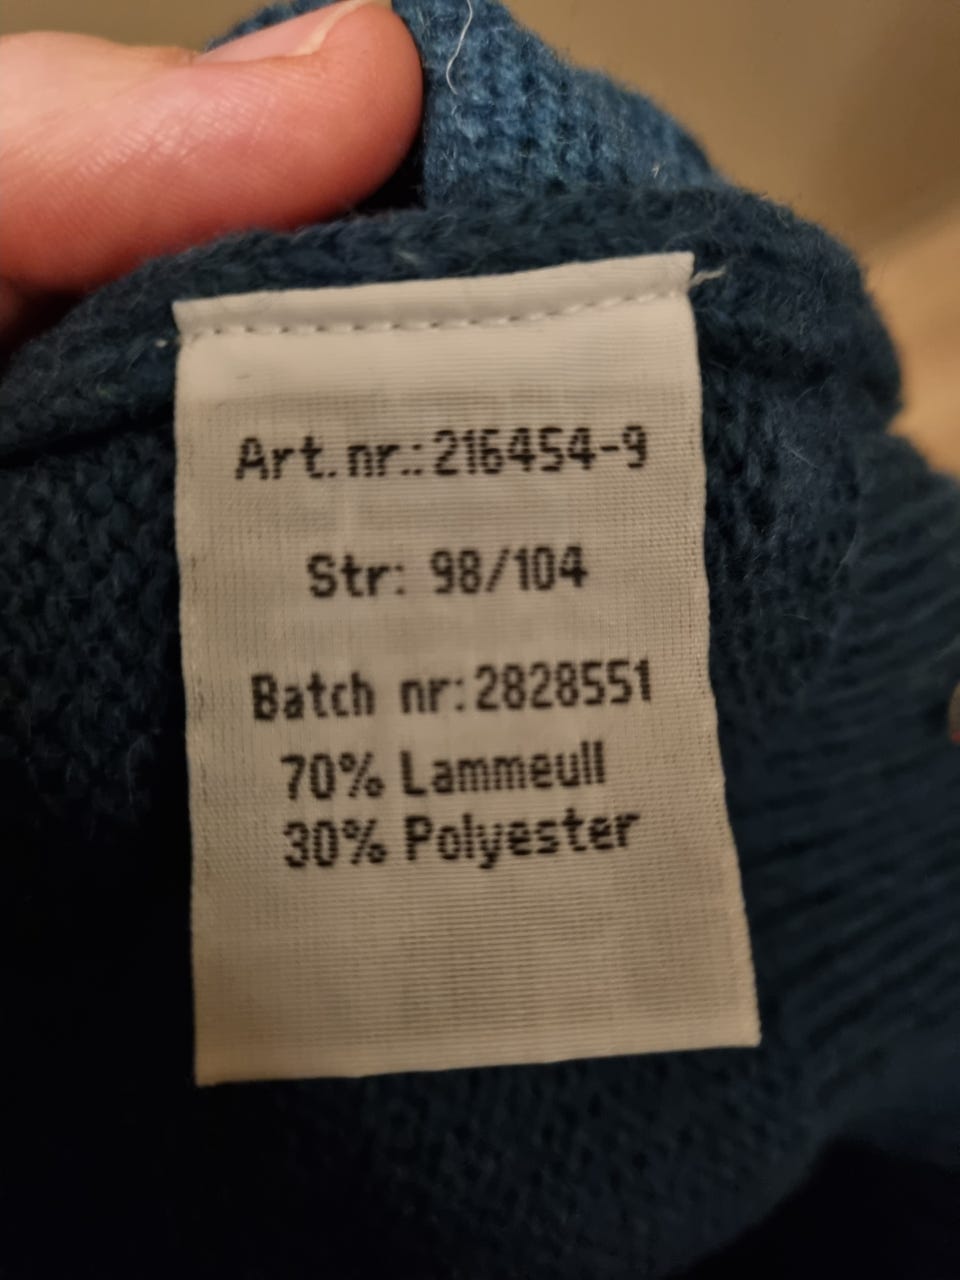 Art.nr.:216454-9
Str: 98/104
Batch nr:2828551
70% Lammeull
30% Polyester